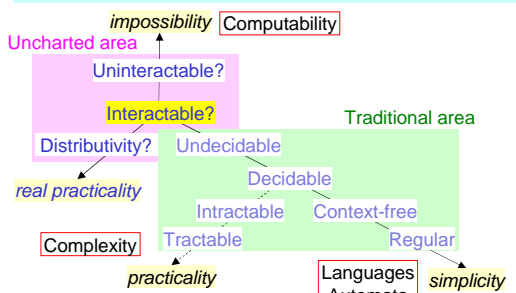 impossibility
Computability
Uncharted area
Uninteractable?
Interactable?
Traditional area
Distributivity?
Undecidable
Decidable
real practicality
Intractable
Context-free
Complexity
Tractable
Regular
practicality
Languages
simplicity
Automata